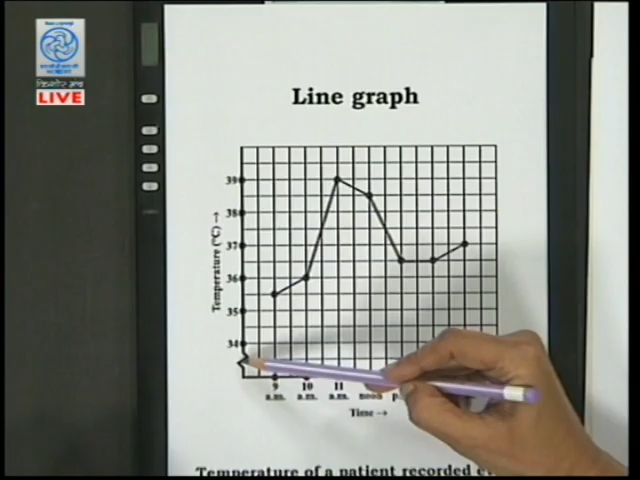 NCERT
LIVE
Line graph
Temperature (°C) →
39
38
37
36
35
34
9 10 11
a.m. a.m. a.m. noon p.
Time →
Temperature of a patient recorded e